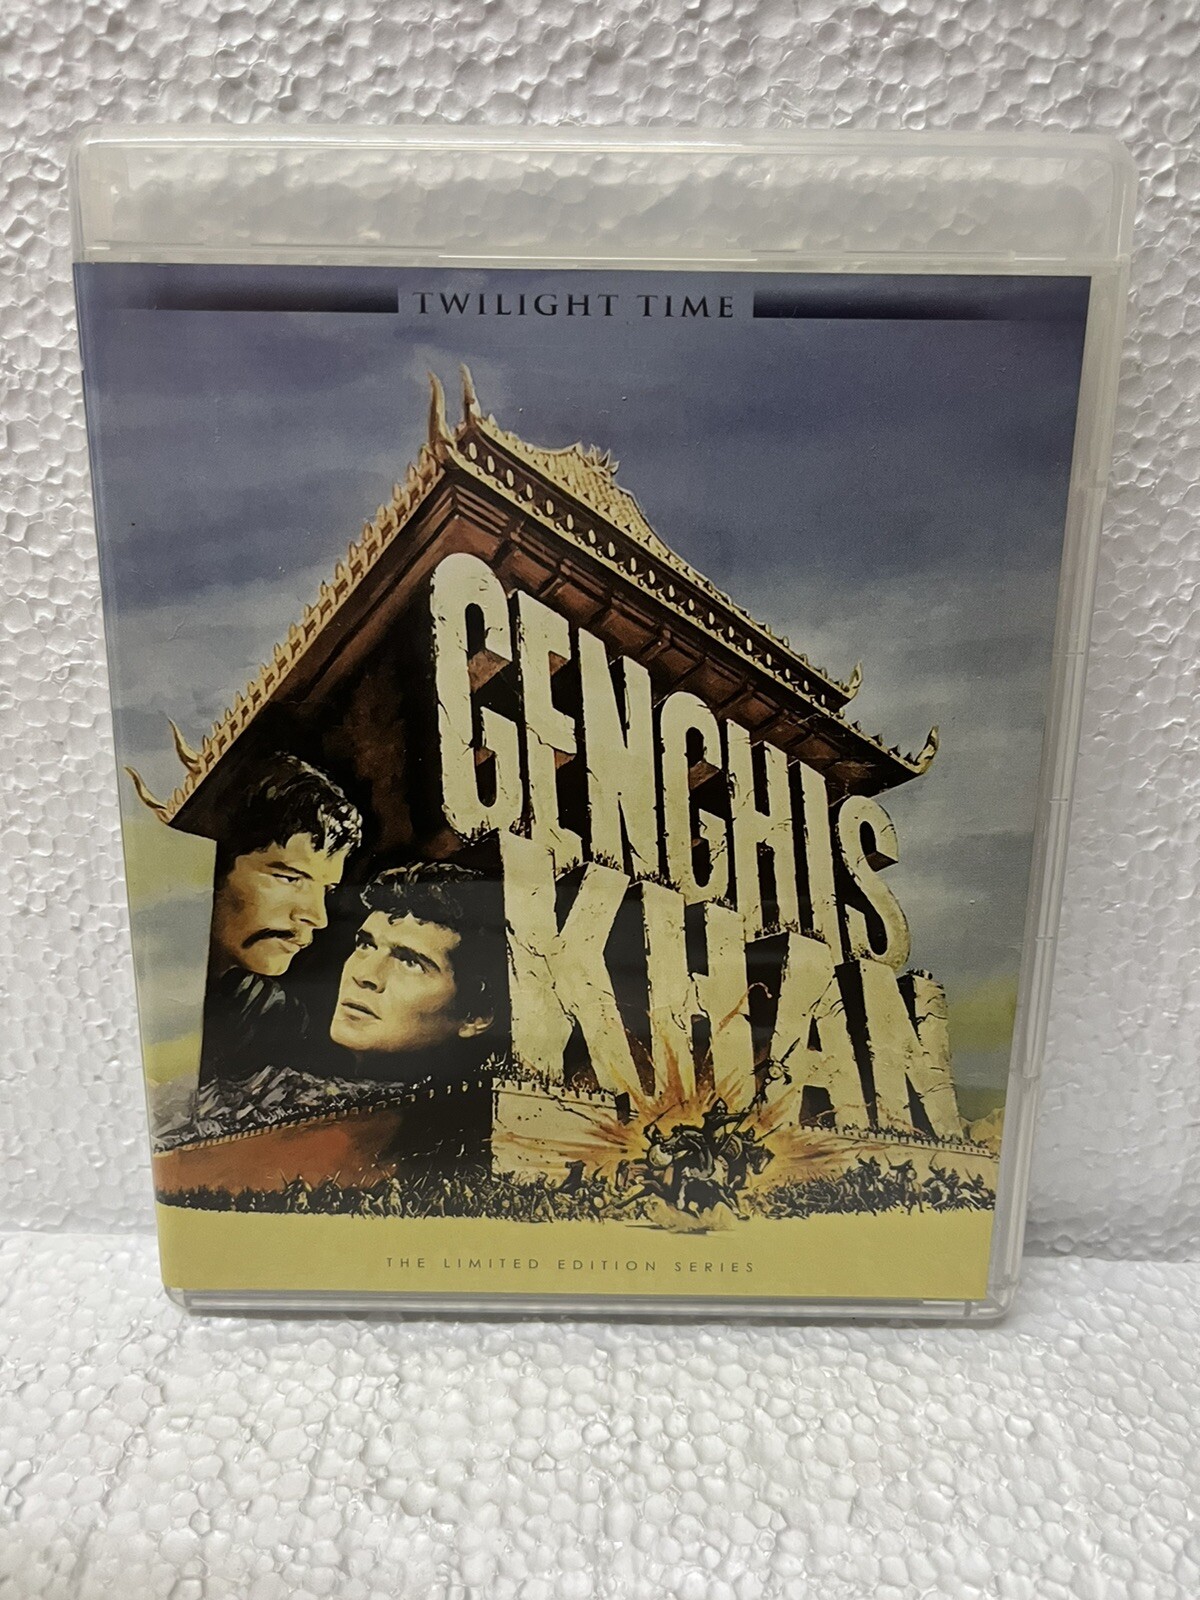 TWILIGHT TIME
GENGHIS
KHAN
THE LIMITED EDITION SERIES